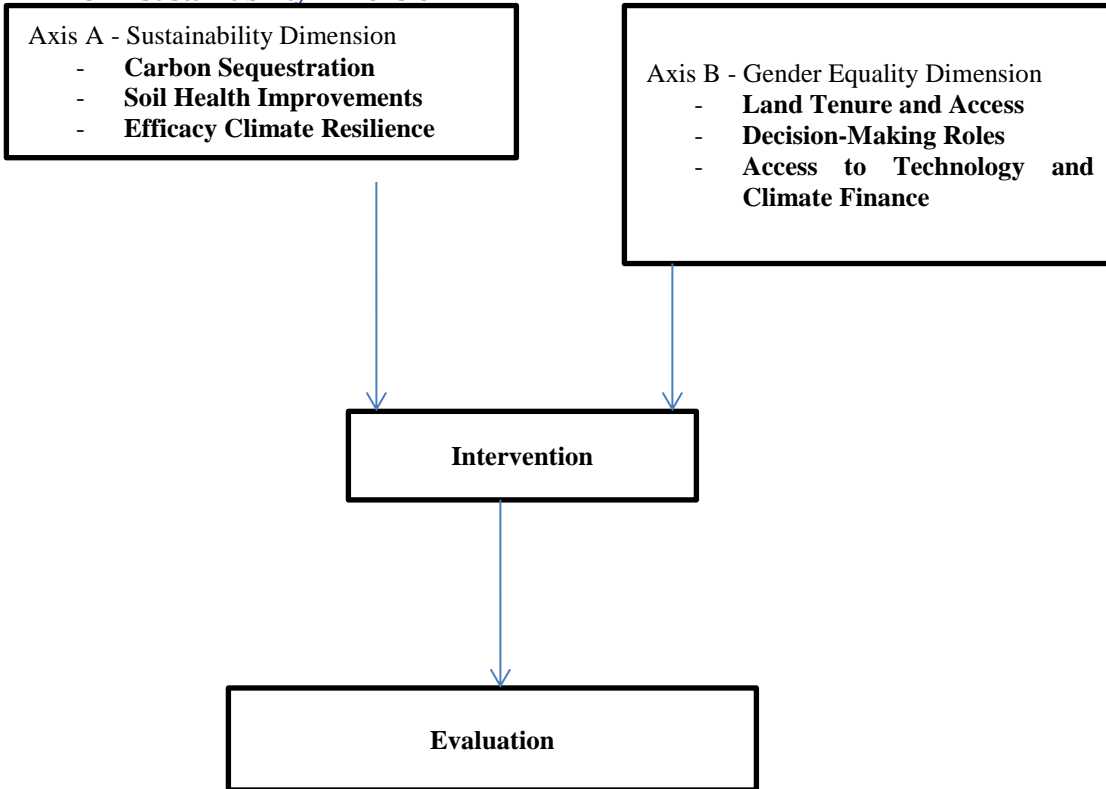 Axis A - Sustainability Dimension
- Carbon Sequestration
- Soil Health Improvements
- Efficacy Climate Resilience
Axis B - Gender Equality Dimension
- Land Tenure and Access
- Decision-Making Roles
- Access to Technology and
Climate Finance
Intervention
Evaluation